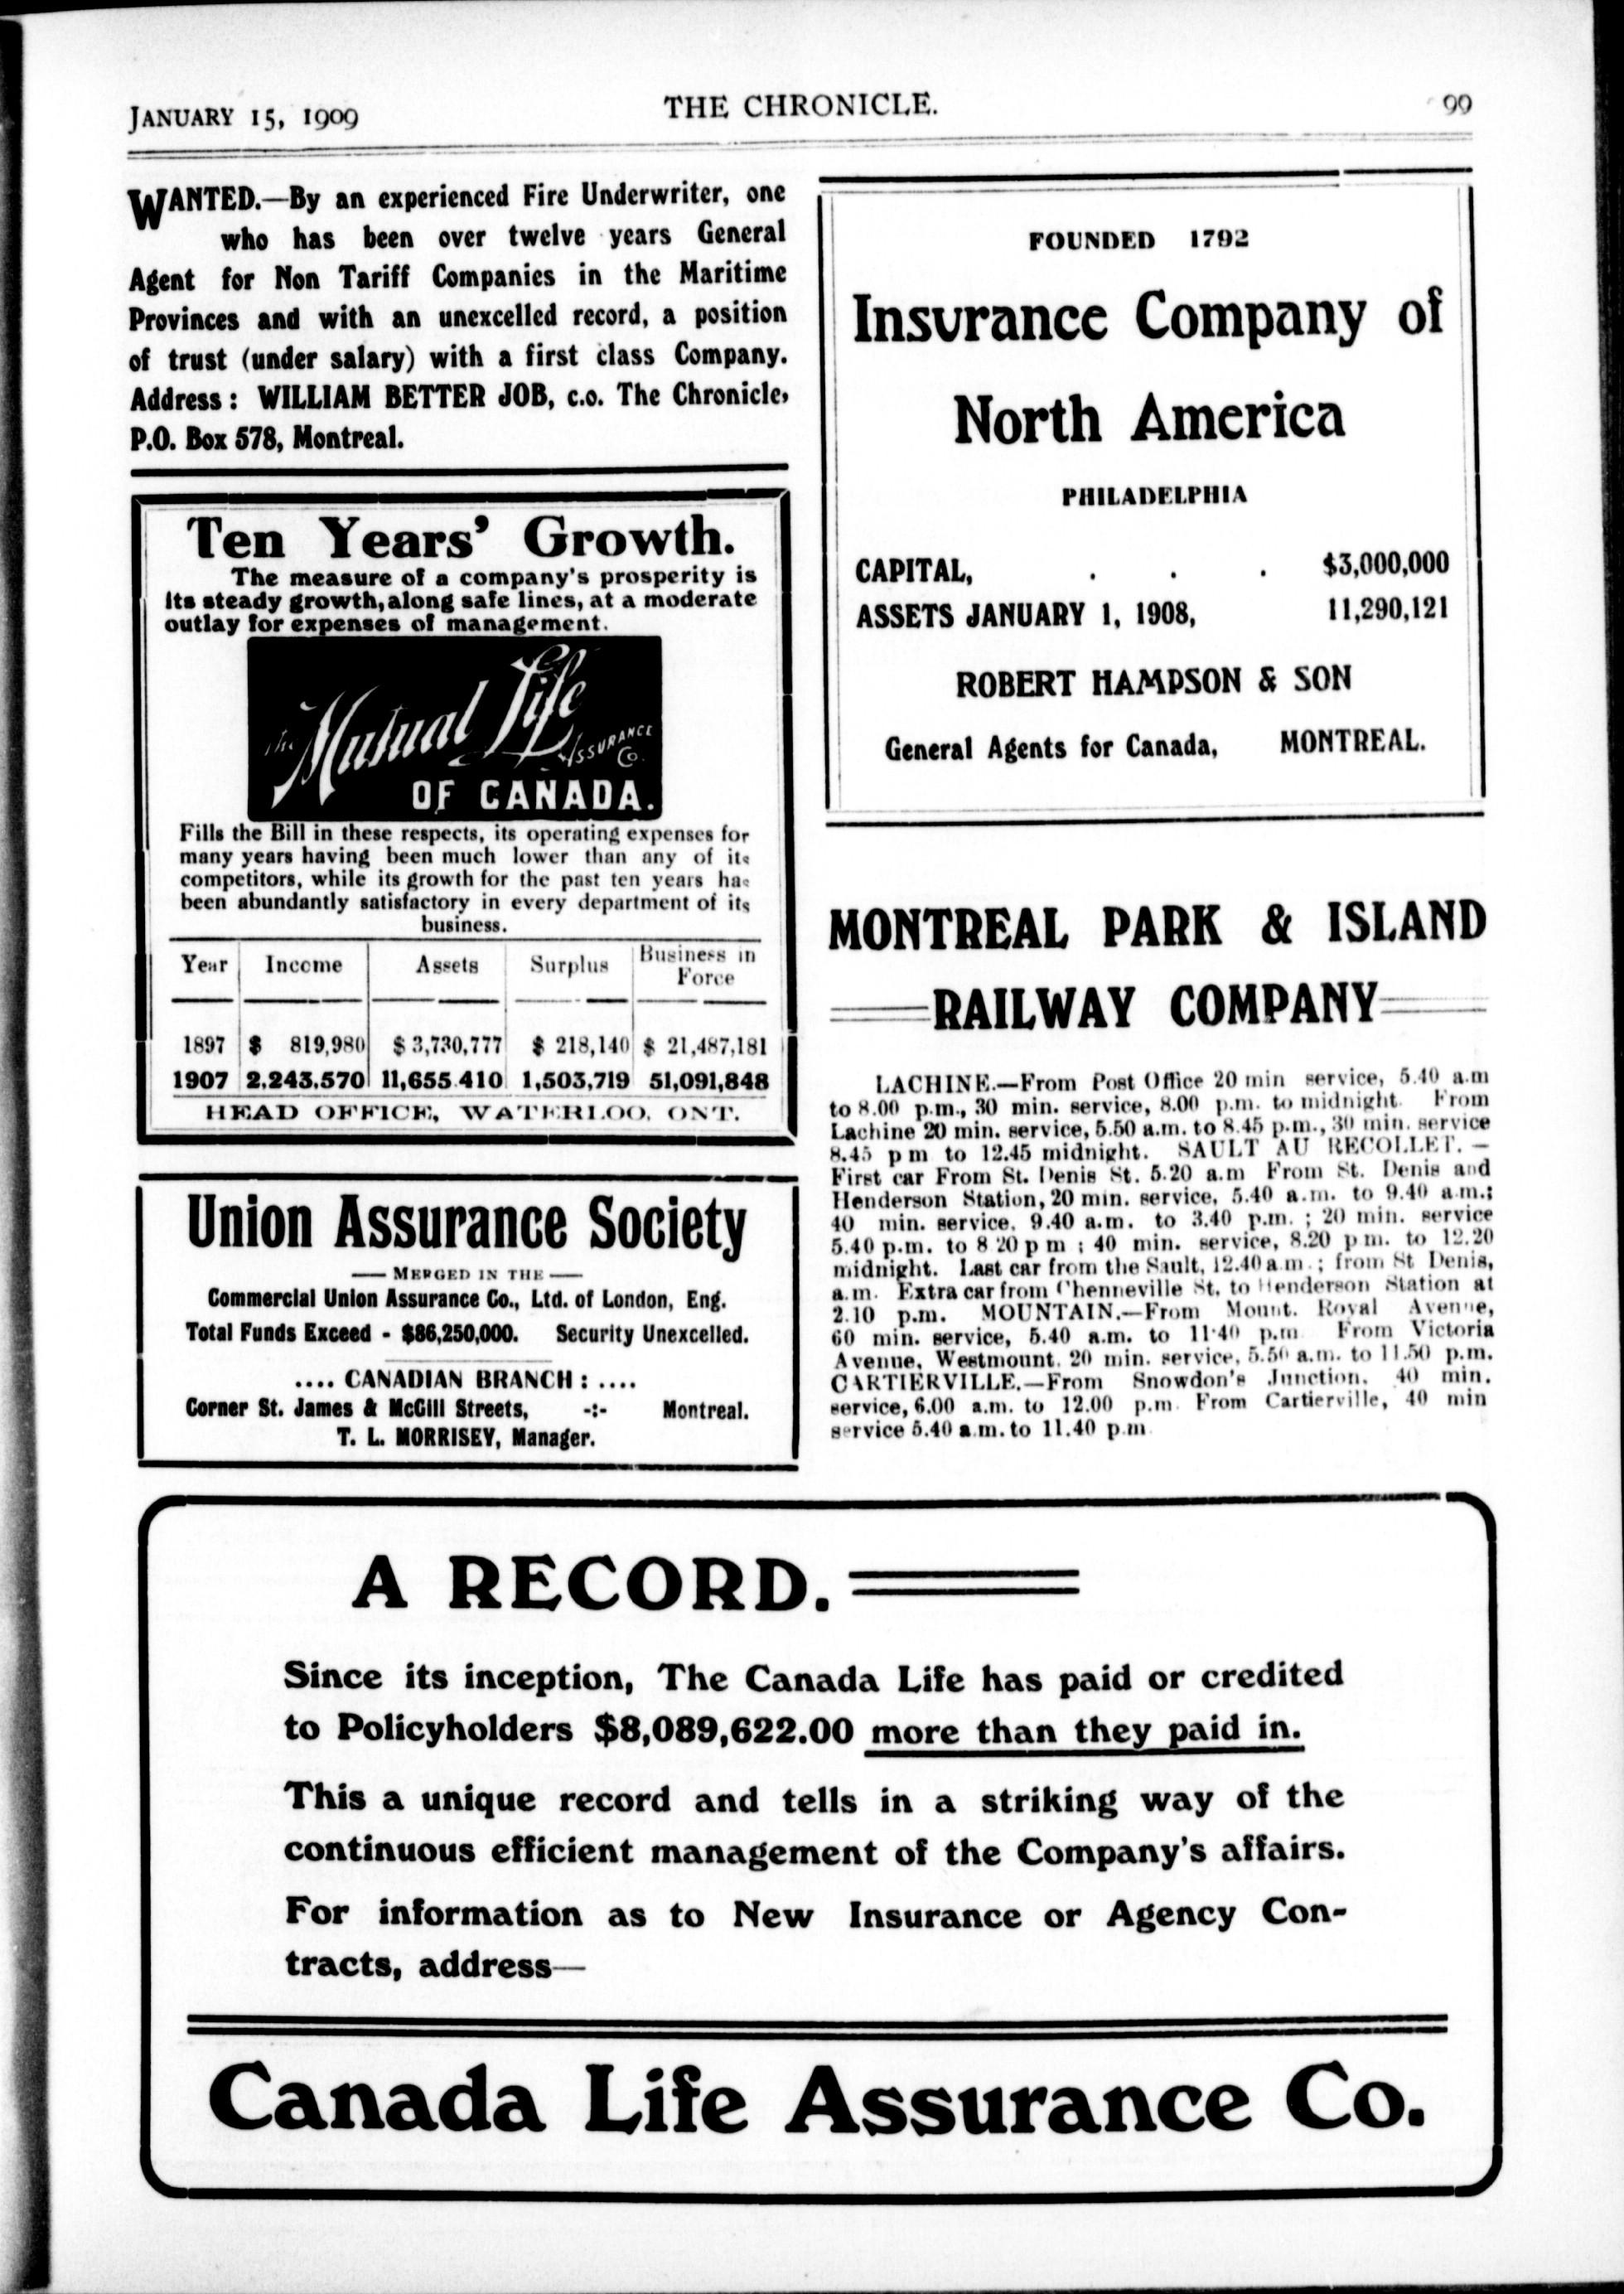 JANUARY 15, 1909
THE CHRONICLE.
99
WANTED.—By an experienced Fire Underwriter, one
who has been over twelve years General
Agent for Non Tariff Companies in the Maritime
Provinces and with an unexcelled record, a position
of trust (under salary) with a first class Company.
Address: WILLIAM BETTER JOB, c.o. The Chronicle,
P.O. Box 578, Montreal.
Ten Years' Growth.
The measure of a company's prosperity is
its steady growth, along safe lines, at a moderate
outlay for expenses of management.
The Mutual Life
ASSURANCE
Co.
OF CANADA.
Fills the Bill in these respects, its operating expenses for
many years having been much lower than any of its
competitors, while its growth for the past ten years has
been abundantly satisfactory in every department of its
business.
Year Income Assets Surplus Business in
Force
1897 $ 819,980 $ 3,730,777 $ 218,140 $ 21,487,181
1907 2,243,570 11,655,410 1,503,719 51,091,848
HEAD OFFICE, WATERLOO, ONT.
Union Assurance Society
— MERGED IN THE —
Commercial Union Assurance Co., Ltd. of London, Eng.
Total Funds Exceed - $86,250,000. Security Unexcelled.
.... CANADIAN BRANCH: ....
Corner St. James & McGill Streets, -:- Montreal.
T. L. MORRISEY, Manager.
FOUNDED 1792
Insurance Company of
North America
PHILADELPHIA
CAPITAL, . . . $3,000,000
ASSETS JANUARY 1, 1908, 11,290,121
ROBERT HAMPSON & SON
General Agents for Canada, MONTREAL.
MONTREAL PARK & ISLAND
RAILWAY COMPANY
LACHINE.—From Post Office 20 min service, 5.40 a.m
to 8.00 p.m., 30 min. service, 8.00 p.m. to midnight. From
Lachine 20 min. service, 5.50 a.m. to 8.45 p.m., 30 min. service
8.45 p m to 12.45 midnight. SAULT AU RECOLLET.—
First car From St. Denis St. 5.20 a.m From St. Denis and
Henderson Station, 20 min. service, 5.40 a.m. to 9.40 a.m.;
40 min. service, 9.40 a.m. to 3.40 p.m. ; 20 min. service
5.40 p.m. to 8 20 p m ; 40 min. service, 8.20 p m. to 12.20
midnight. Last car from the Sault, 12.40 a m. ; from St Denis,
a.m. Extra car from Chenneville St. to Henderson Station at
2.10 p.m. MOUNTAIN.—From Mount. Royal Avenue,
60 min. service, 5.40 a.m. to 11·40 p.m From Victoria
Avenue, Westmount, 20 min. service, 5.50 a.m. to 11.50 p.m.
CARTIERVILLE.—From Snowdon's Junction, 40 min.
service, 6.00 a.m. to 12.00 p.m. From Cartierville, 40 min
service 5.40 a.m. to 11.40 p.m
A RECORD.
Since its inception, The Canada Life has paid or credited
to Policyholders $8,089,622.00 more than they paid in.
This a unique record and tells in a striking way of the
continuous efficient management of the Company's affairs.
For information as to New Insurance or Agency Con-
tracts, address—
Canada Life Assurance Co.